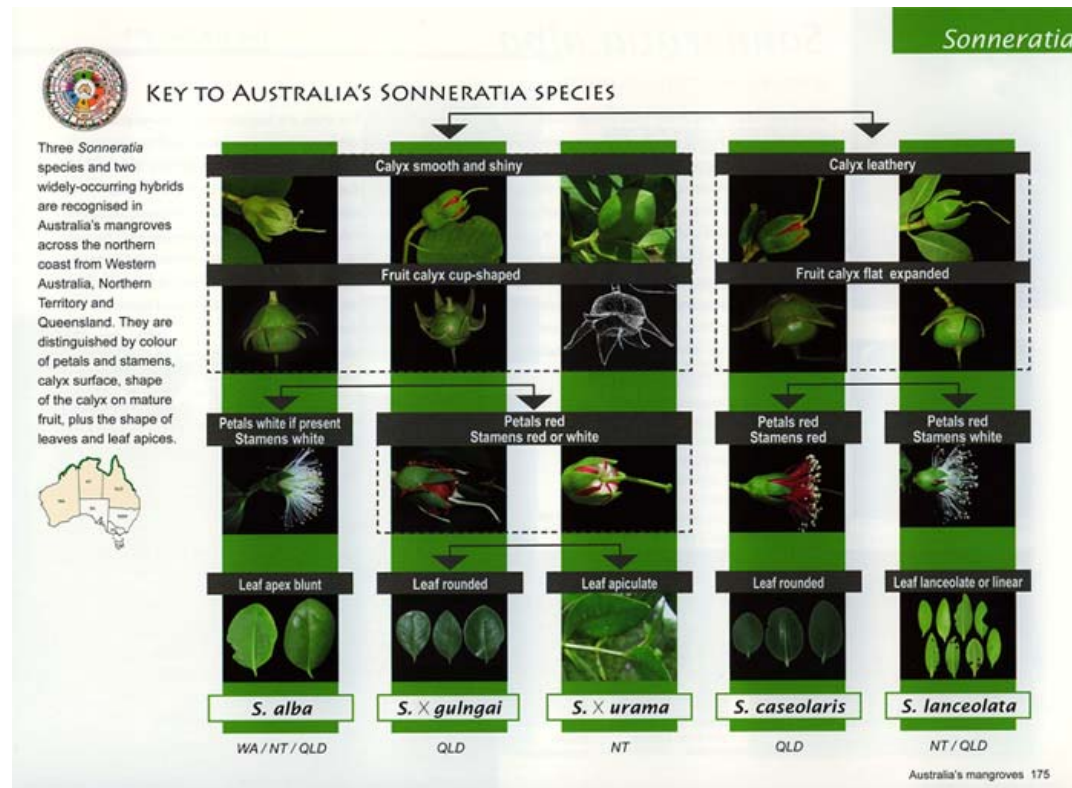 Sonneratia
KEY TO AUSTRALIA'S SONNERATIA SPECIES
Three Sonneratia
species and two
widely-occurring hybrids
are recognised in
Australia's mangroves
across the northern
coast from Western
Australia, Northern
Territory and
Queensland. They are
distinguished by colour
of petals and stamens,
calyx surface, shape
of the calyx on mature
fruit, plus the shape of
leaves and leaf apices.
Calyx smooth and shiny
Calyx leathery
Fruit calyx cup-shaped
Fruit calyx flat expanded
Petals white if present
Stamens white
Petals red
Stamens red or white
Petals red
Stamens red
Petals red
Stamens white
Leaf apex blunt
Leaf rounded
Leaf apiculate
Leaf rounded
Leaf lanceolate or linear
S. alba
S. X gulngai
S. X urama
S. caseolaris
S. lanceolata
WA / NT / QLD
QLD
NT
QLD
NT / QLD
Australia's mangroves 175